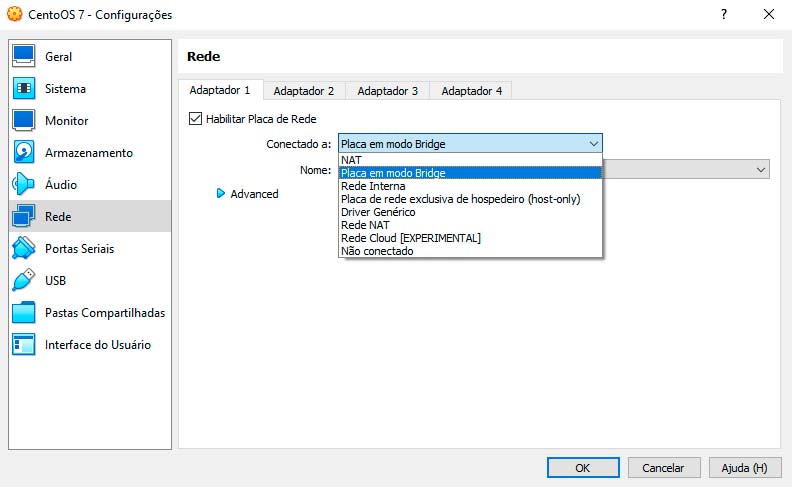 CentoOS 7 - Configurações
?
Geral
Sistema
Monitor
Armazenamento
Áudio
Rede
Portas Seriais
USB
Pastas Compartilhadas
Interface do Usuário
Rede
Adaptador 1 Adaptador 2 Adaptador 3 Adaptador 4
Habilitar Placa de Rede
Conectado a: Placa em modo Bridge
NAT
Placa em modo Bridge
Rede Interna
Placa de rede exclusiva de hospedeiro (host-only)
Driver Genérico
Rede NAT
Rede Cloud [EXPERIMENTAL]
Não conectado
Nome:
Advanced
OK Cancelar Ajuda (H)